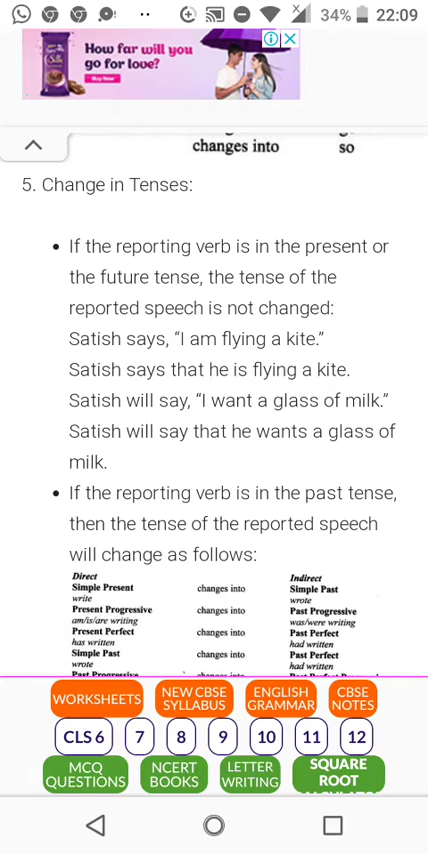 34% 22:09
How far will you
go for love?
Buy Now
Silk
changes into so
5. Change in Tenses:
• If the reporting verb is in the present or
the future tense, the tense of the
reported speech is not changed:
Satish says, “I am flying a kite.”
Satish says that he is flying a kite.
Satish will say, “I want a glass of milk.”
Satish will say that he wants a glass of
milk.
• If the reporting verb is in the past tense,
then the tense of the reported speech
will change as follows:
Direct Indirect
Simple Present changes into Simple Past
write wrote
Present Progressive changes into Past Progressive
am/is/are writing was/were writing
Present Perfect changes into Past Perfect
has written had written
Simple Past changes into Past Perfect
wrote had written
WORKSHEETS NEW CBSE SYLLABUS ENGLISH GRAMMAR CBSE NOTES
CLS 6 7 8 9 10 11 12
MCQ QUESTIONS NCERT BOOKS LETTER WRITING SQUARE ROOT